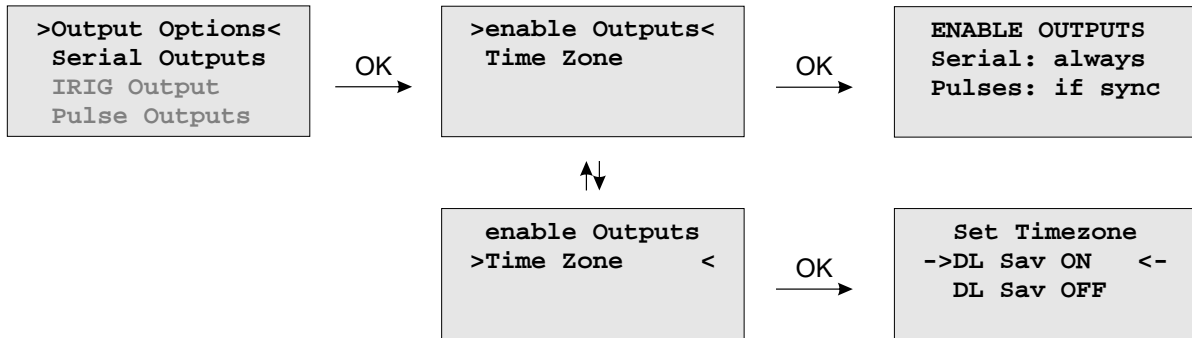 >Output Options<
Serial Outputs
IRIG Output
Pulse Outputs
OK
>enable Outputs<
Time Zone
OK
ENABLE OUTPUTS
Serial: always
Pulses: if sync
enable Outputs
>Time Zone <
OK
Set Timezone
->DL Sav ON <-
DL Sav OFF